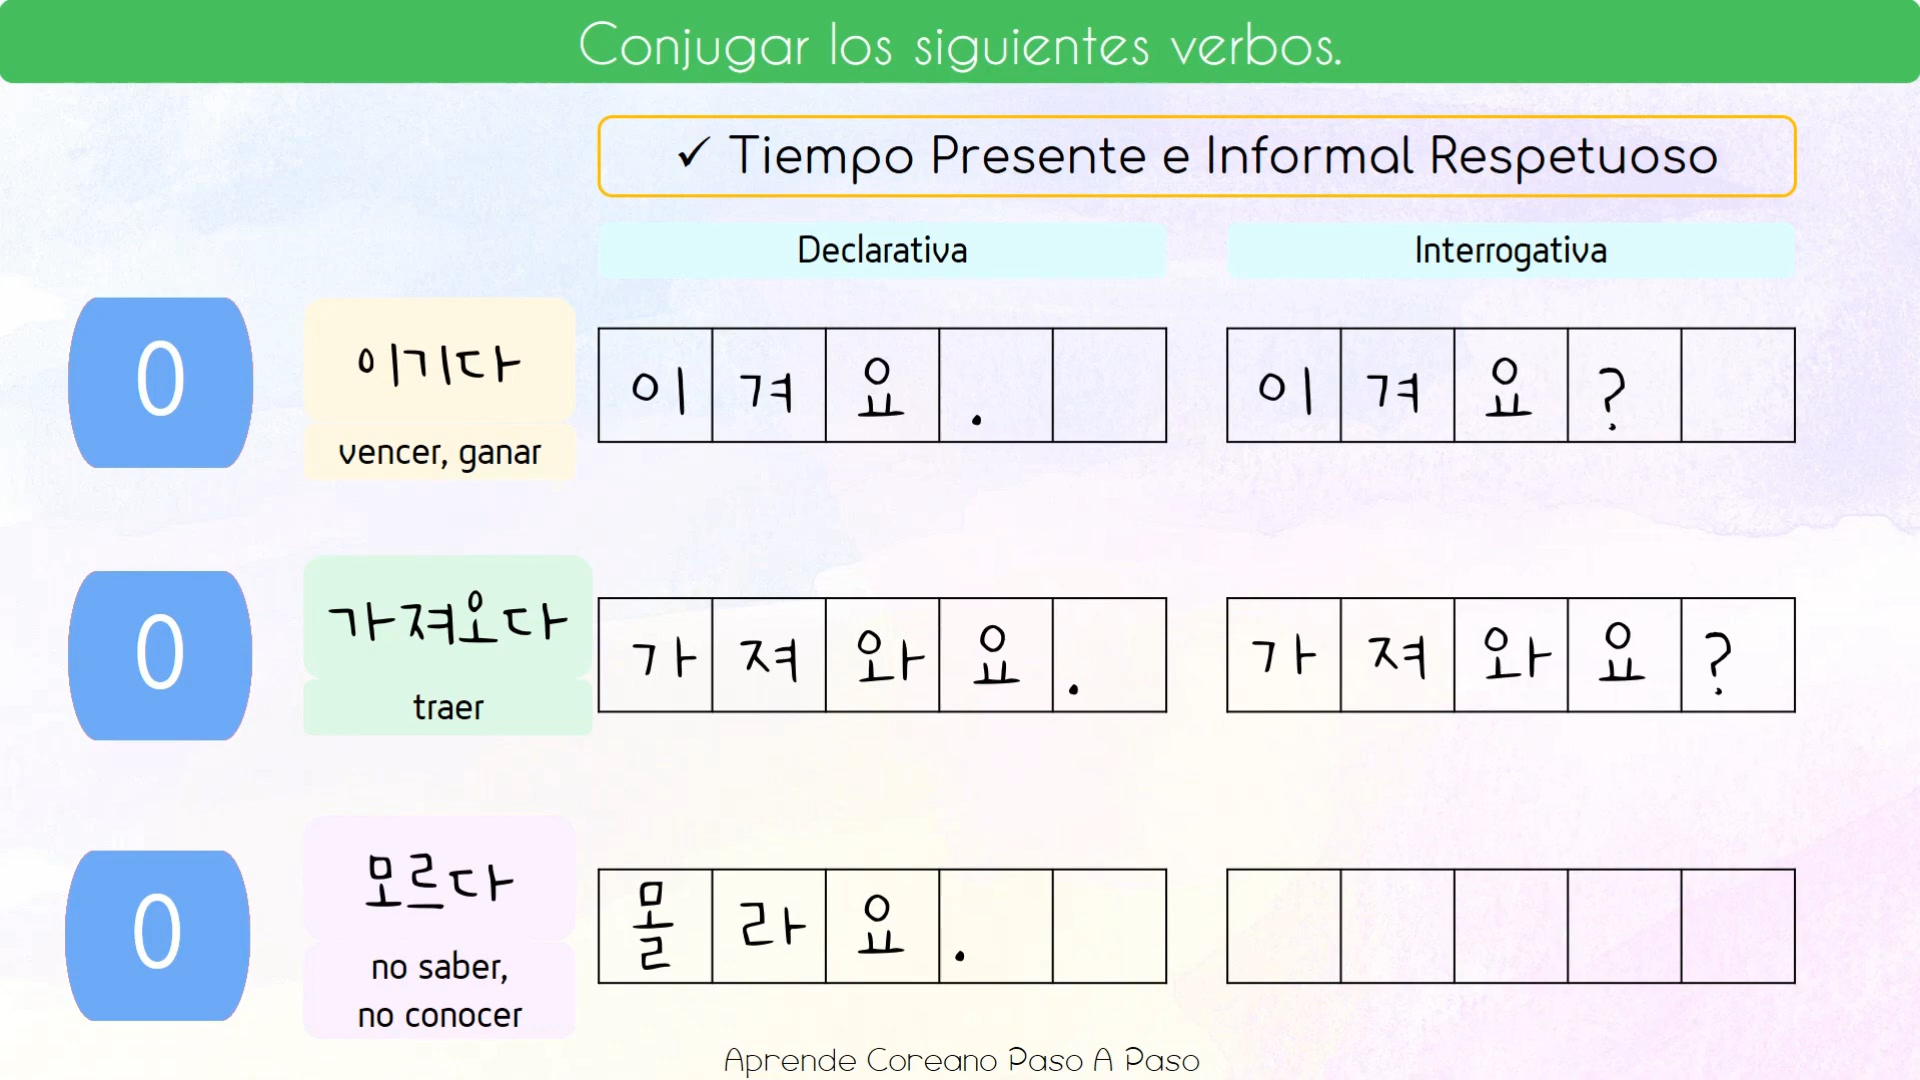 Conjugar los siguientes verbos.
✓ Tiempo Presente e Informal Respetuoso
Declarativa
Interrogativa
0
이기다
vencer, ganar
이 겨 요 .
이 겨 요 ?
0
가져오다
traer
가 져 와 요 .
가 져 와 요 ?
0
모르다
no saber,
no conocer
몰 라 요 .
Aprende Coreano Paso A Paso